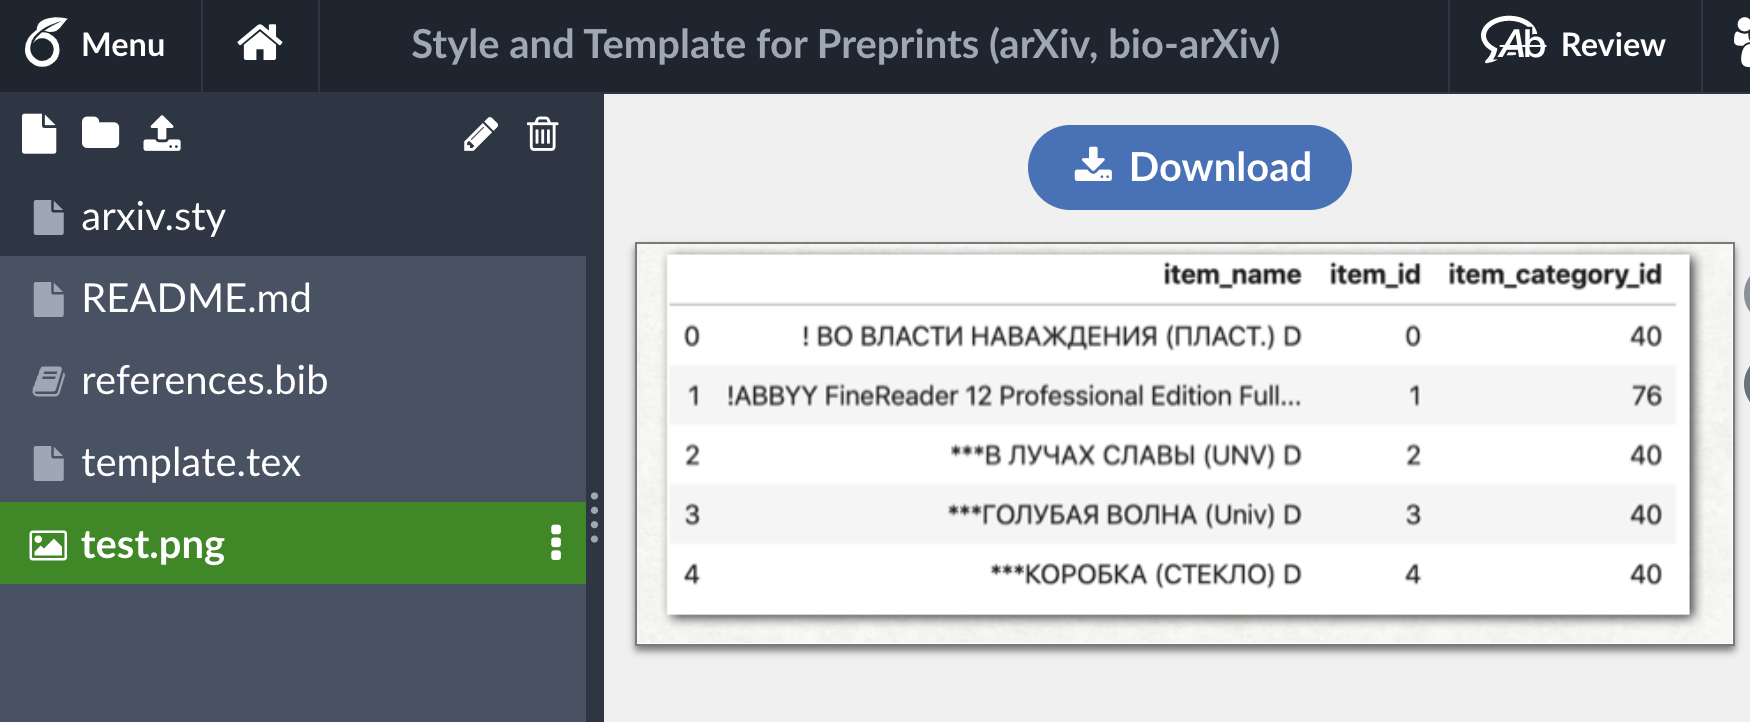 Menu
Style and Template for Preprints (arXiv, bio-arXiv)
Ab Review
arxiv.sty
README.md
references.bib
template.tex
test.png
Download
item_name item_id item_category_id
0 ! ВО ВЛАСТИ НАВАЖДЕНИЯ (ПЛАСТ.) D 0 40
1 !ABBYY FineReader 12 Professional Edition Full... 1 76
2 ***В ЛУЧАХ СЛАВЫ (UNV) D 2 40
3 ***ГОЛУБАЯ ВОЛНА (Univ) D 3 40
4 ***КОРОБКА (СТЕКЛО) D 4 40